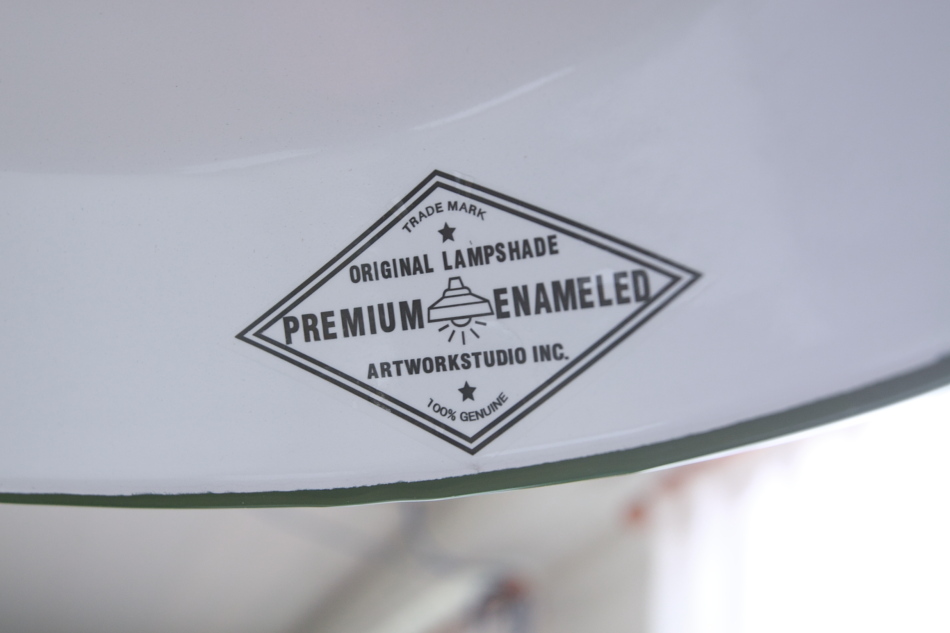 TRADE MARK
ORIGINAL LAMPSHADE
PREMIUM ENAMELED
ARTWORKSTUDIO INC.
100% GENUINE